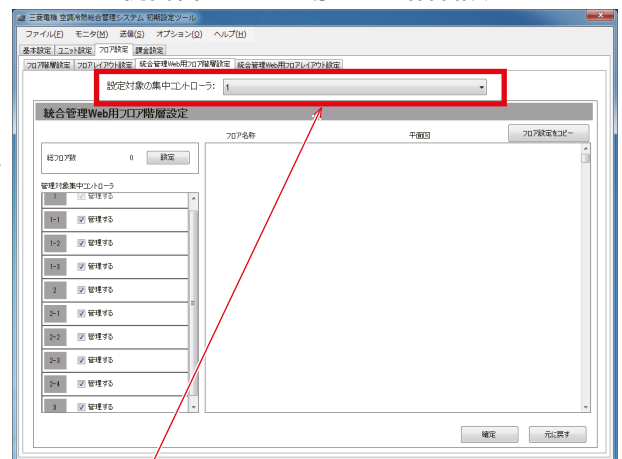 三菱電機 空調冷熱総合管理システム 初期設定ツール
ファイル(F) モニタ(M) 送信(S) オプション(O) ヘルプ(H)
基本設定 ユニット設定 フロア設定 課金設定
フロア階層設定 フロアレイアウト設定 統合管理Web用フロア階層設定 統合管理Web用フロアレイアウト設定
設定対象の集中コントローラ: 1
統合管理Web用フロア階層設定
フロア名称 平面図 フロア設定をコピー
総フロア数 0 設定
管理対象集中コントローラ
1 管理する
1-1 管理する
1-2 管理する
1-3 管理する
2 管理する
2-1 管理する
2-2 管理する
2-3 管理する
2-4 管理する
3 管理する
確定 元に戻す